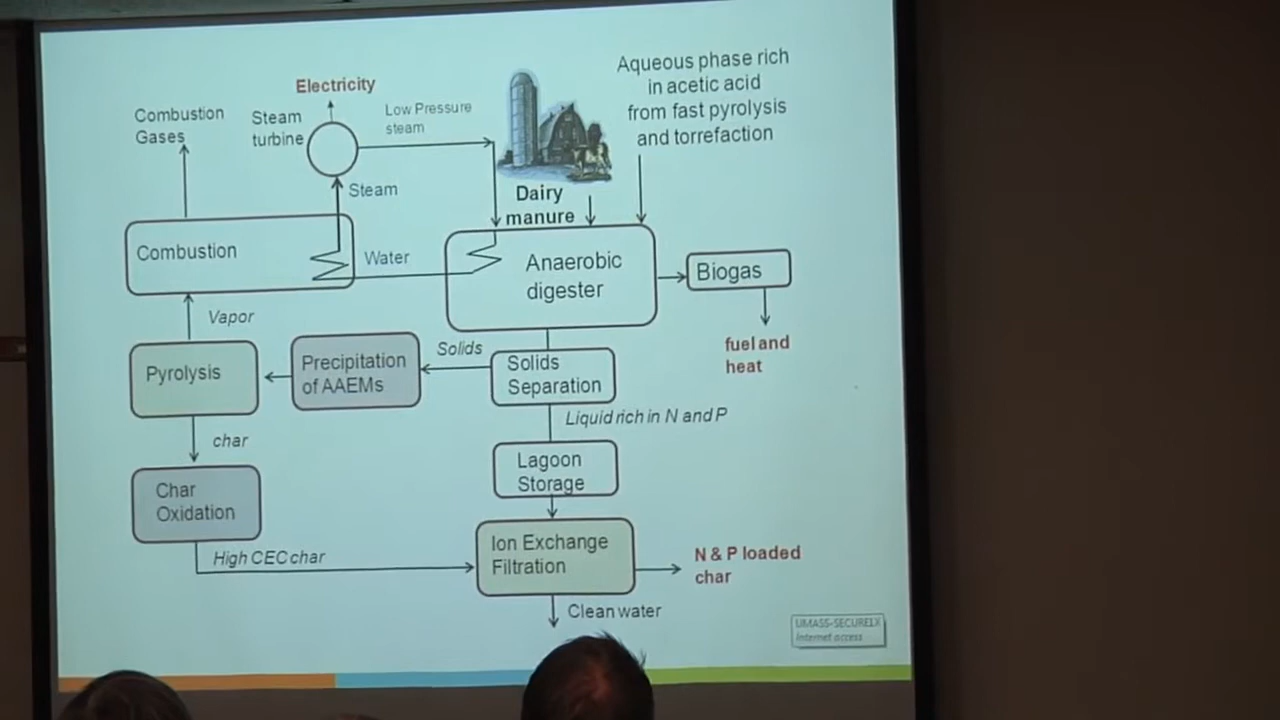 Electricity
Combustion
Gases
Steam
turbine
Low Pressure
steam
Aqueous phase rich
in acetic acid
from fast pyrolysis
and torrefaction
Steam
Dairy
manure
Combustion
Water
Anaerobic
digester
Biogas
Vapor
fuel and
heat
Pyrolysis
Precipitation
of AAEMs
Solids
Solids
Separation
Liquid rich in N and P
char
Lagoon
Storage
Char
Oxidation
High CEC char
Ion Exchange
Filtration
N & P loaded
char
Clean water
UMASS-SECURELX
Internet access